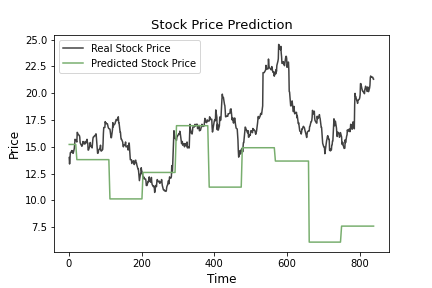 Stock Price Prediction
Real Stock Price
Predicted Stock Price
Price
25.0
22.5
20.0
17.5
15.0
12.5
10.0
7.5
0 200 400 600 800
Time